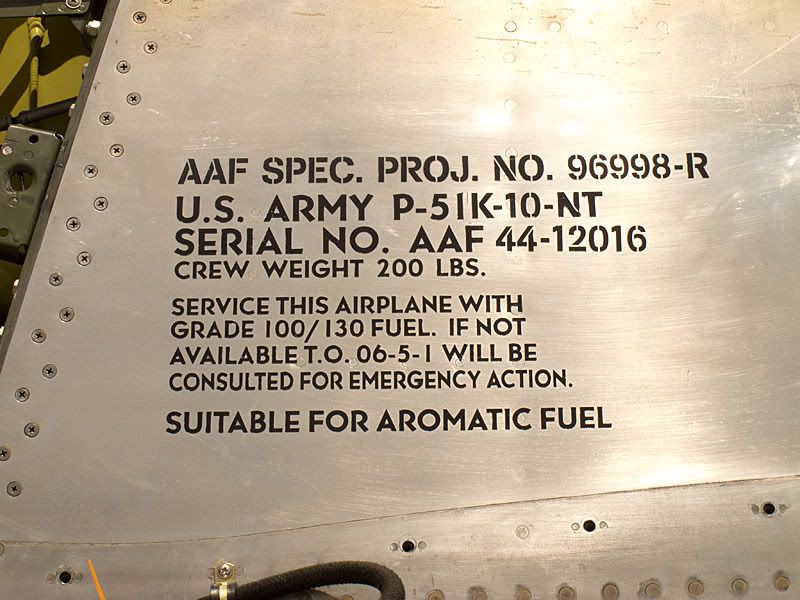 AAF SPEC. PROJ. NO. 96998-R
U.S. ARMY P-51K-10-NT
SERIAL NO. AAF 44-12016
CREW WEIGHT 200 LBS.
SERVICE THIS AIRPLANE WITH
GRADE 100/130 FUEL. IF NOT
AVAILABLE T.O. 06-5-1 WILL BE
CONSULTED FOR EMERGENCY ACTION.
SUITABLE FOR AROMATIC FUEL